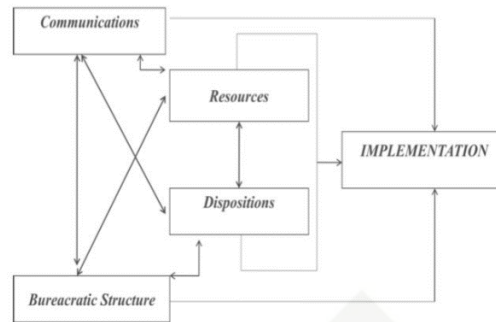 Communications
Resources
IMPLEMENTATION
Dispositions
Bureacratic Structure